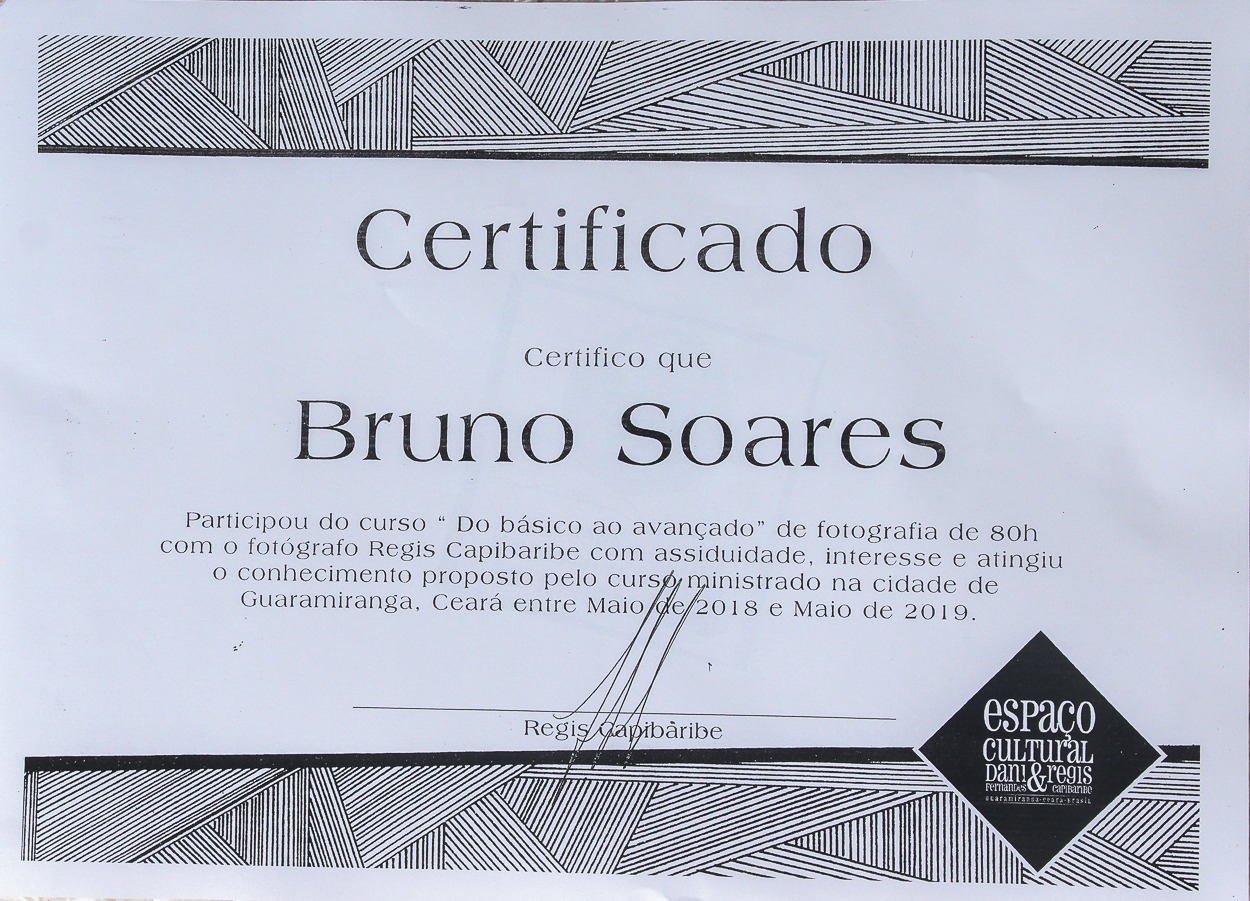 Certificado
Certifico que
Bruno Soares
Participou do curso “ Do básico ao avançado” de fotografia de 80h
com o fotógrafo Regis Capibaribe com assiduidade, interesse e atingiu
o conhecimento proposto pelo curso ministrado na cidade de
Guaramiranga, Ceará entre Maio de 2018 e Maio de 2019.
Regis Capibaribe
espaço
CULTURAL
DANI & REGIS
FERNANDES CAPIBARIBE
guaramiranga-ceará-brasil